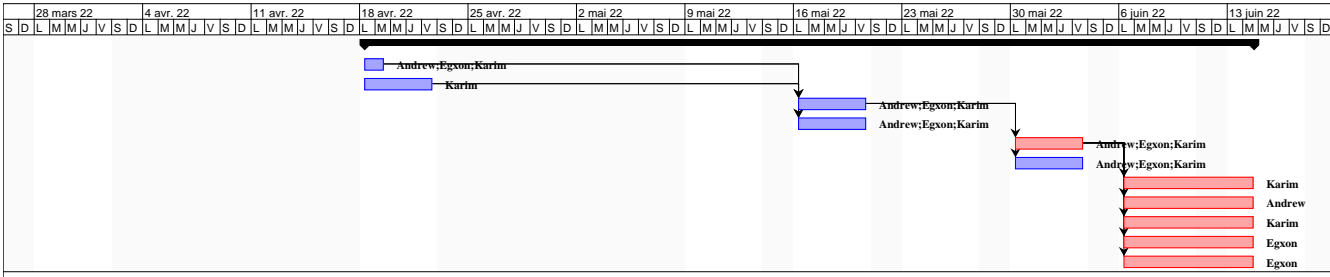 28 mars 22 4 avr. 22 11 avr. 22 18 avr. 22 25 avr. 22 2 mai 22 9 mai 22 16 mai 22 23 mai 22 30 mai 22 6 juin 22 13 juin 22
S D L M M J V S D L M M J V S D L M M J V S D L M M J V S D L M M J V S D L M M J V S D L M M J V S D L M M J V S D L M M J V S D L M M J V S D L M M J V S D L M M J V S D
Andrew;Egxon;Karim
Karim
Andrew;Egxon;Karim
Andrew;Egxon;Karim
Andrew;Egxon;Karim
Andrew;Egxon;Karim
Karim
Andrew
Karim
Egxon
Egxon